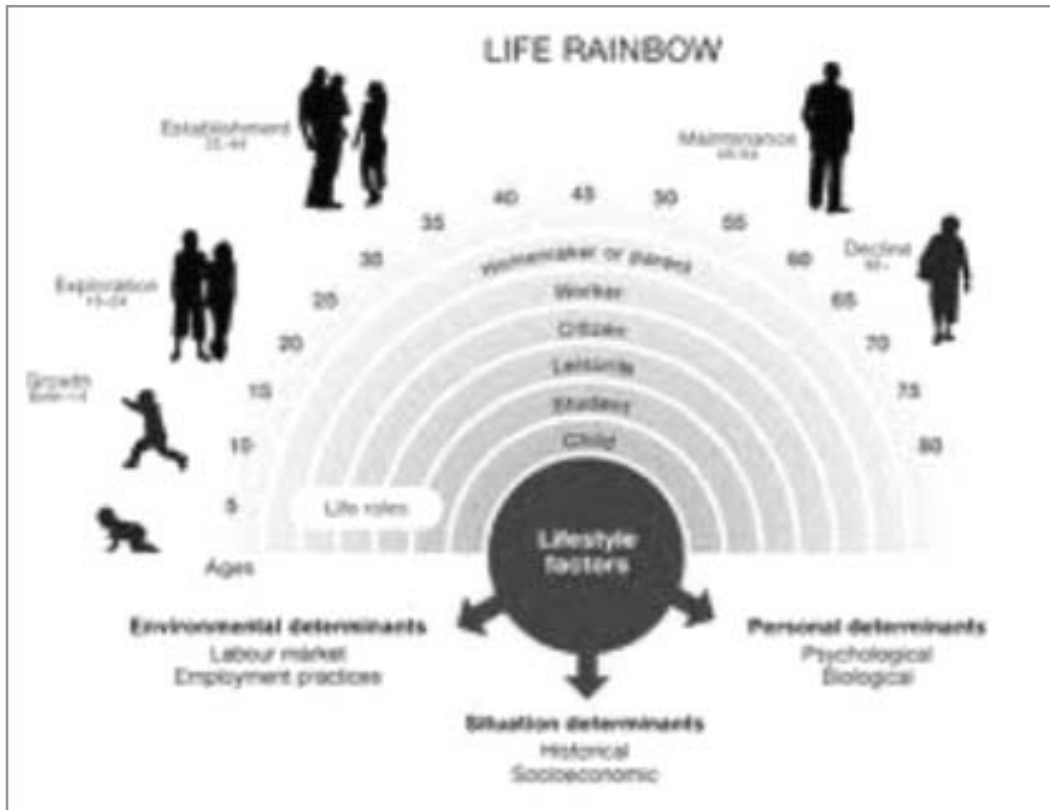 LIFE RAINBOW
Establishment
Maintinance
Exploration
Decline
Growth
Ages
5
10
15
20
25
30
35
40
45
50
55
60
65
70
75
80
Homemaker or parent
Worker
Citizen
Leisurite
Student
Child
Life roles
Lifestyle
factors
Environmental determinants
Labour market
Employment practices
Situation determinants
Historical
Socioeconomic
Personal determinants
Psychological
Biological